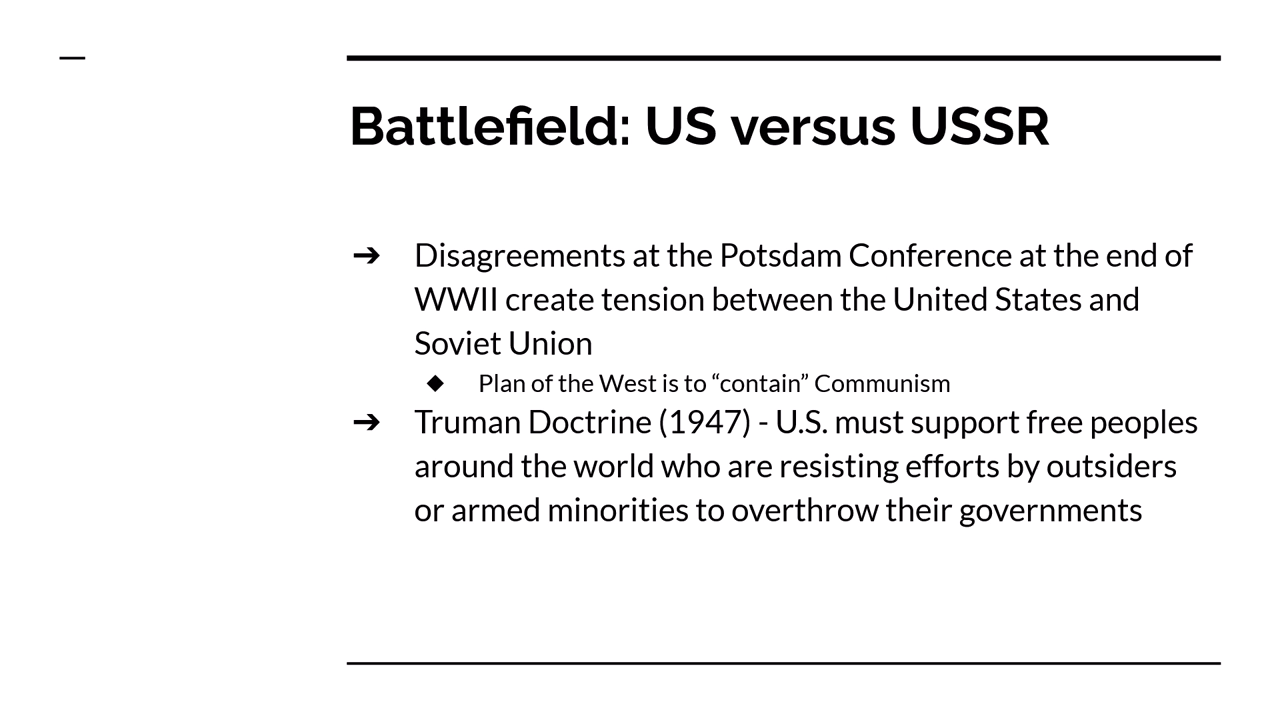 Battlefield: US versus USSR
➔ Disagreements at the Potsdam Conference at the end of
WWII create tension between the United States and
Soviet Union
◆ Plan of the West is to “contain” Communism
➔ Truman Doctrine (1947) - U.S. must support free peoples
around the world who are resisting efforts by outsiders
or armed minorities to overthrow their governments